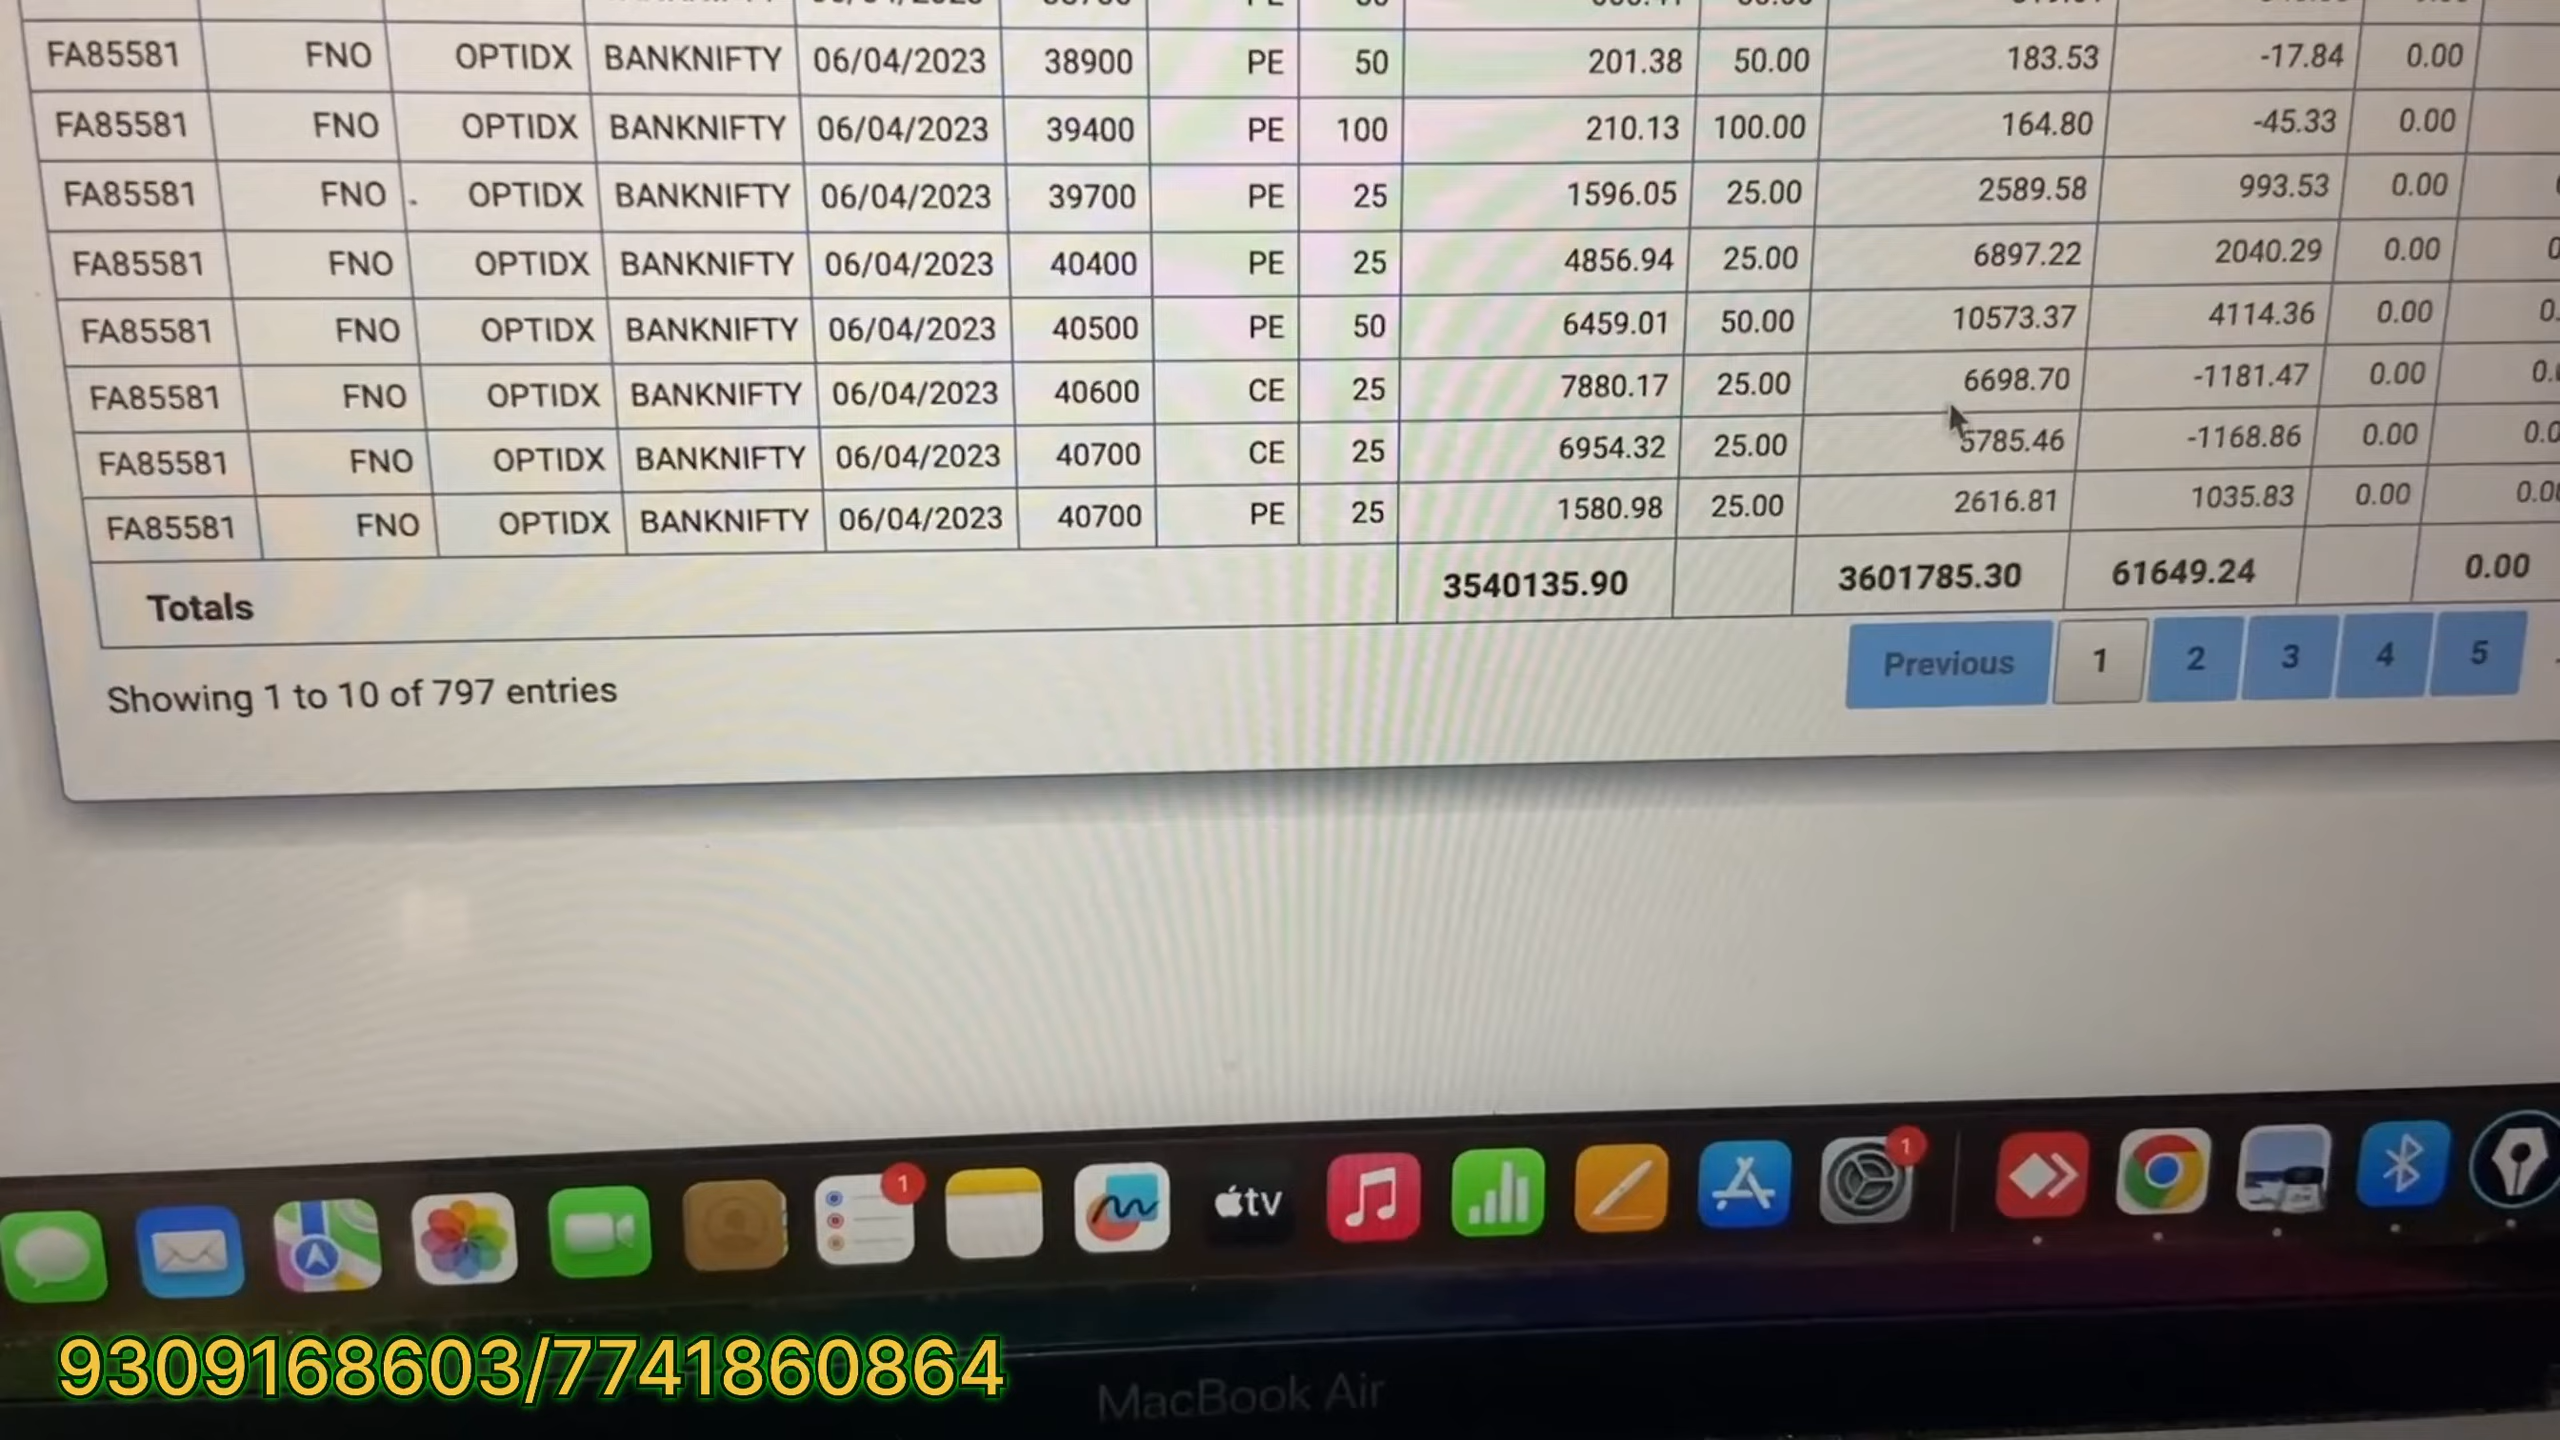 FA85581 FNO OPTIDX BANKNIFTY 06/04/2023 38900 PE 50 201.38 50.00 183.53 -17.84 0.00
FA85581 FNO OPTIDX BANKNIFTY 06/04/2023 39400 PE 100 210.13 100.00 164.80 -45.33 0.00
FA85581 FNO OPTIDX BANKNIFTY 06/04/2023 39700 PE 25 1596.05 25.00 2589.58 993.53 0.00
FA85581 FNO OPTIDX BANKNIFTY 06/04/2023 40400 PE 25 4856.94 25.00 6897.22 2040.29 0.00
FA85581 FNO OPTIDX BANKNIFTY 06/04/2023 40500 PE 50 6459.01 50.00 10573.37 4114.36 0.00
FA85581 FNO OPTIDX BANKNIFTY 06/04/2023 40600 CE 25 7880.17 25.00 6698.70 -1181.47 0.00
FA85581 FNO OPTIDX BANKNIFTY 06/04/2023 40700 CE 25 6954.32 25.00 5785.46 -1168.86 0.00
FA85581 FNO OPTIDX BANKNIFTY 06/04/2023 40700 PE 25 1580.98 25.00 2616.81 1035.83 0.00
Totals 3540135.90 3601785.30 61649.24 0.00
Showing 1 to 10 of 797 entries
Previous 1 2 3 4 5
1
tv
1
9309168603/7741860864
MacBook Air